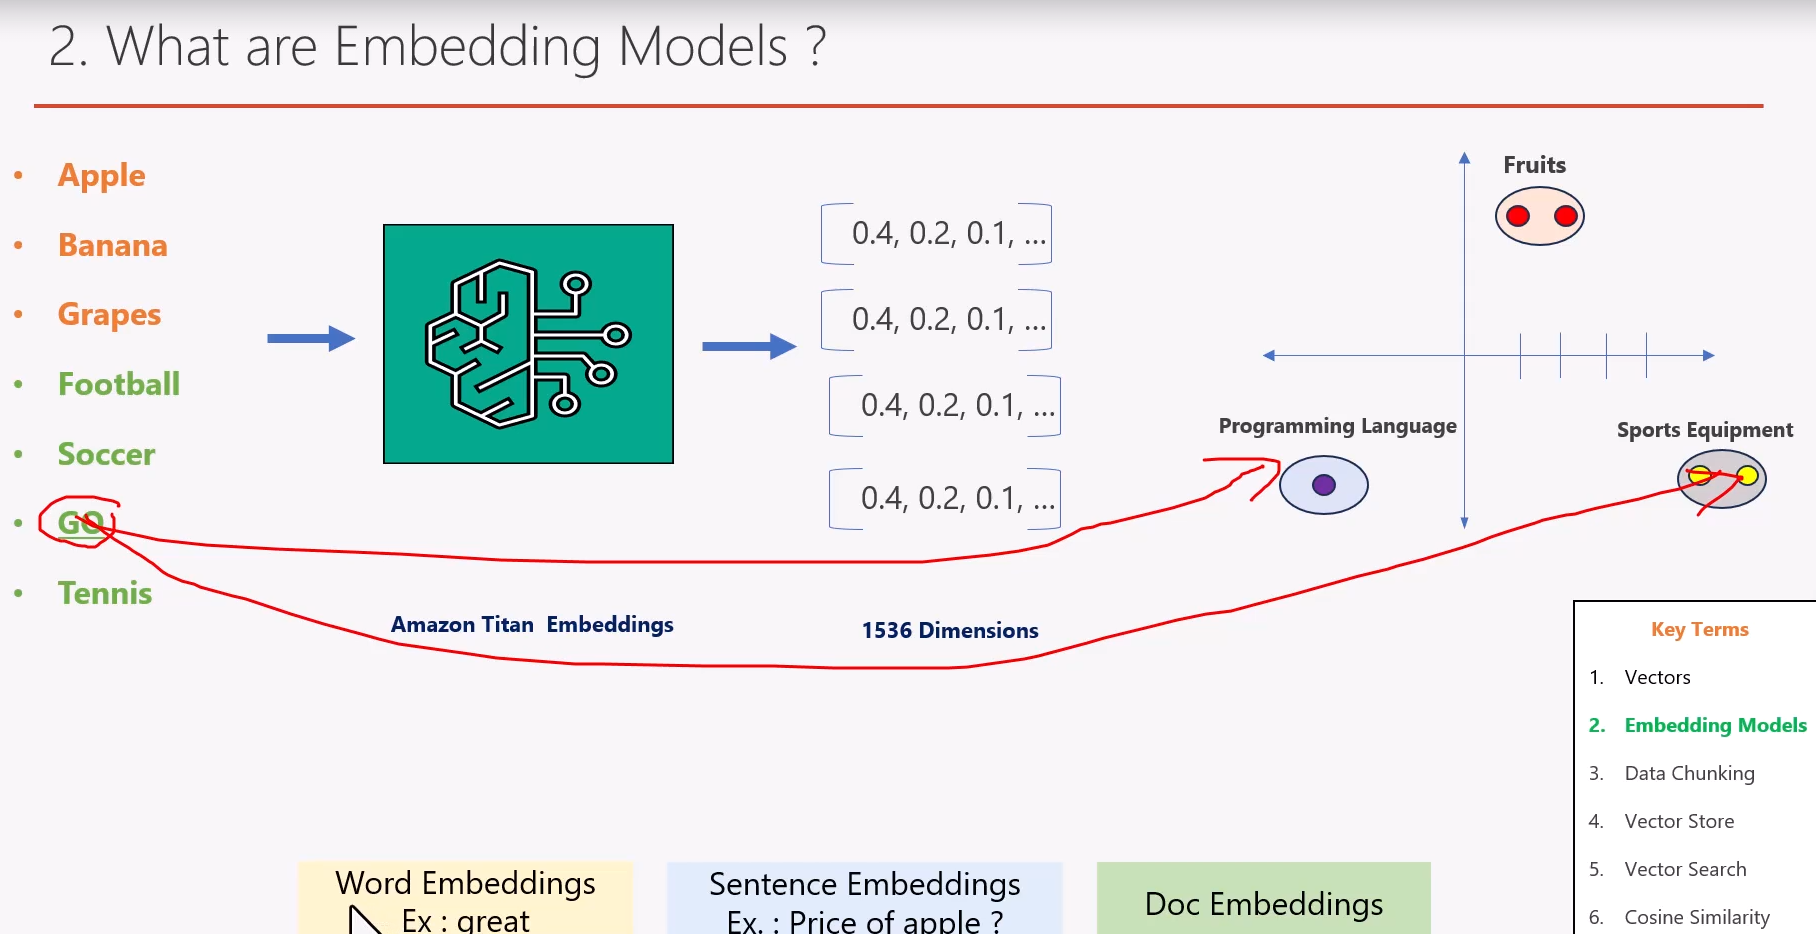 2. What are Embedding Models ?
Apple
Banana
Grapes
Football
Soccer
GO
Tennis
0.4, 0.2, 0.1, ...
0.4, 0.2, 0.1, ...
0.4, 0.2, 0.1, ...
0.4, 0.2, 0.1, ...
Amazon Titan Embeddings
1536 Dimensions
Fruits
Programming Language
Sports Equipment
Key Terms
1. Vectors
2. Embedding Models
3. Data Chunking
4. Vector Store
5. Vector Search
6. Cosine Similarity
Word Embeddings
Ex : great
Sentence Embeddings
Ex. : Price of apple ?
Doc Embeddings